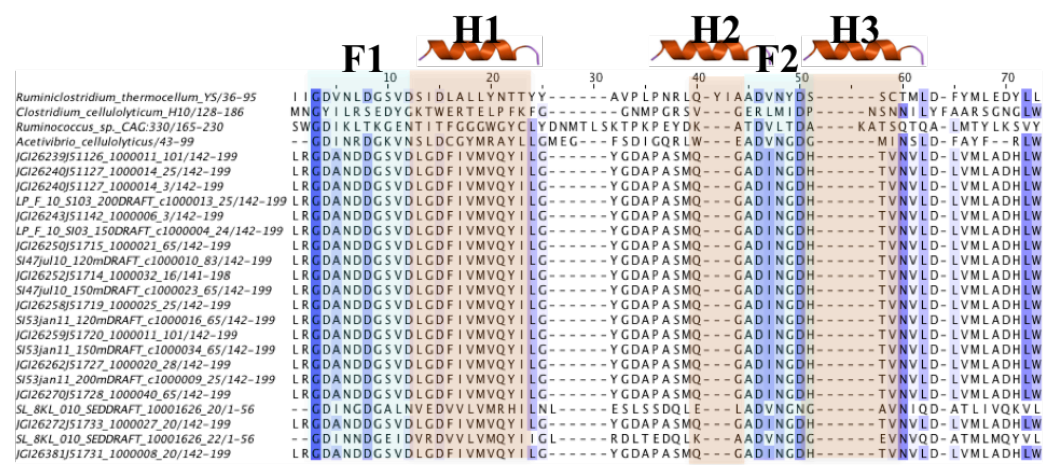 H1 H2 H3
F1 F2
10 20 30 40 50 60 70
Ruminiclostridium_thermocellum_YS/36-95 IIGDVNLDGSVDSIDLALLYNTTYY------AVPLPNRLQ-YIAADVNYDS------SCTMLD-FYMLEDYLL
Clostridium_cellulolyticum_H10/128-186 MNGYILRSEDYGKTWERTELPFKFG------GNMPGRSV----GERLMIDP-----NSNNILYFAARSGNGLW
Ruminococcus_sp._CAG:330/165-230 SWGDIKLTKGENTITFGGGWGYCLYDNMTLSKTPKPEYDK---ATDVLTDA----KATSQTQA-LMTYLKSVY
Acetivibrio_cellulolyticus/43-99 --GDINRDGKVNSLDCGYMRAYLLGMEG---FSDIGQRLW---EADVNGDG------MINSLD-FAYF--RLW
JGI26239J51126_1000011_101/142-199 LRGDANDDGSVDLGDFIVMVQYILG------YGDAPASMQ---GADINGDH------TVNVLD-LVMLADHLW
JGI26240J51127_1000014_25/142-199 LRGDANDDGSVDLGDFIVMVQYILG------YGDAPASMQ---GADINGDH------TVNVLD-LVMLADHLW
JGI26240J51127_1000014_3/142-199 LRGDANDDGSVDLGDFIVMVQYILG------YGDAPASMQ---GADINGDH------TVNVLD-LVMLADHLW
LP_F_10_SI03_200DRAFT_c1000013_25/142-199 LRGDANDDGSVDLGDFIVMVQYILG------YGDAPASMQ---GADINGDH------TVNVLD-LVMLADHLW
JGI26243J51142_1000006_3/142-199 LRGDANDDGSVDLGDFIVMVQYILG------YGDAPASMQ---GADINGDH------TVNVLD-LVMLADHLW
LP_F_10_SI03_150DRAFT_c1000004_24/142-199 LRGDANDDGSVDLGDFIVMVQYILG------YGDAPASMQ---GADINGDH------TVNVLD-LVMLADHLW
JGI26250J51715_1000021_65/142-199 LRGDANDDGSVDLGDFIVMVQYILG------YGDAPASMQ---GADINGDH------TVNVLD-LVMLADHLW
SI47jul10_120mDRAFT_c1000010_83/142-199 LRGDANDDGSVDLGDFIVMVQYILG------YGDAPASMQ---GADINGDH------TVNVLD-LVMLADHLW
JGI26252J51714_1000032_16/141-198 LRGDANDDGSVDLGDFIVMVQYILG------YGDAPASMQ---GADINGDH------TVNVLD-LVMLADHLW
SI47jul10_150mDRAFT_c1000023_65/142-199 LRGDANDDGSVDLGDFIVMVQYILG------YGDAPASMQ---GADINGDH------TVNVLD-LVMLADHLW
JGI26258J51719_1000025_25/142-199 LRGDANDDGSVDLGDFIVMVQYILG------YGDAPASMQ---GADINGDH------TVNVLD-LVMLADHLW
SI53jan11_120mDRAFT_c1000016_65/142-199 LRGDANDDGSVDLGDFIVMVQYILG------YGDAPASMQ---GADINGDH------TVNVLD-LVMLADHLW
JGI26259J51720_1000011_101/142-199 LRGDANDDGSVDLGDFIVMVQYILG------YGDAPASMQ---GADINGDH------TVNVLD-LVMLADHLW
SI53jan11_150mDRAFT_c1000034_65/142-199 LRGDANDDGSVDLGDFIVMVQYILG------YGDAPASMQ---GADINGDH------TVNVLD-LVMLADHLW
JGI26262J51727_1000020_28/142-199 LRGDANDDGSVDLGDFIVMVQYILG------YGDAPASMQ---GADINGDH------TVNVLD-LVMLADHLW
SI53jan11_200mDRAFT_c1000009_25/142-199 LRGDANDDGSVDLGDFIVMVQYILG------YGDAPASMQ---GADINGDH------TVNVLD-LVMLADHLW
JGI26270J51728_1000040_65/142-199 LRGDANDDGSVDLGDFIVMVQYILG------YGDAPASMQ---GADINGDH------TVNVLD-LVMLADHLW
SL_8KL_010_SEDDRAFT_10001626_20/1-56 --GDINGDGALNVEDVVLVMRHILNL-----ESLSSDQLE---LADVNGNG------AVNIQD-ATLIVQKVL
JGI26272J51733_1000027_20/142-199 LRGDANDDGSVDLGDFIVMVQYILG------YGDAPASMQ---GADINGDH------TVNVLD-LVMLADHLW
SL_8KL_010_SEDDRAFT_10001626_22/1-56 --GDINNDGEIDVRDVVLVMQYIIGL-----RDLTEDQLK---AADVNGDG------EVNVQD-ATMLMQYVL
JGI26381J51731_1000008_20/142-199 LRGDANDDGSVDLGDFIVMVQYILG------YGDAPASMQ---GADINGDH------TVNVLD-LVMLADHLW